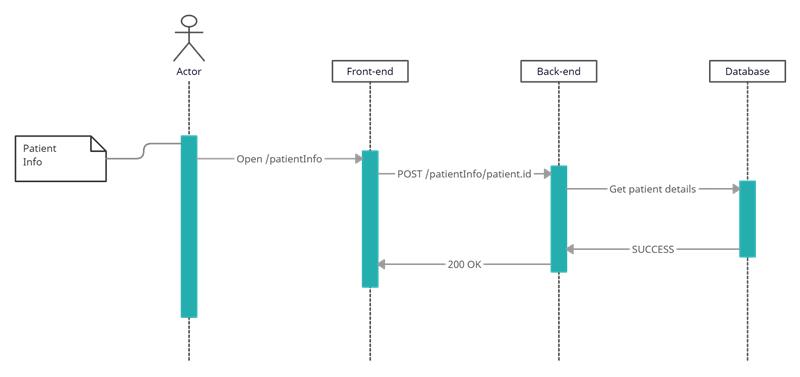 Actor
Front-end
Back-end
Database
Patient
Info
Open /patientInfo
POST /patientInfo/patient.id
Get patient details
SUCCESS
200 OK